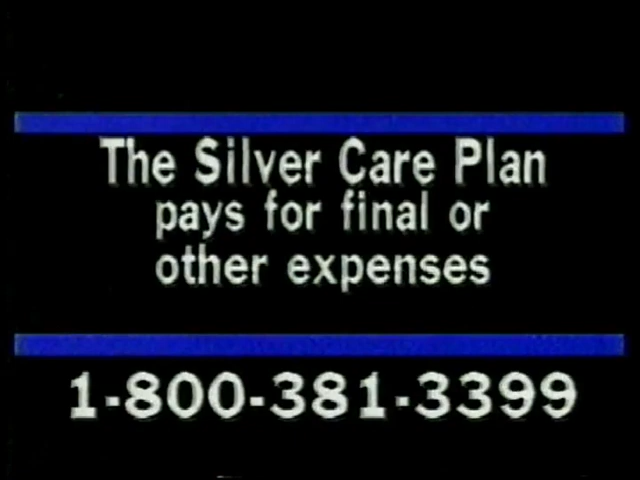 The Silver Care Plan
pays for final or
other expenses
1-800-381-3399